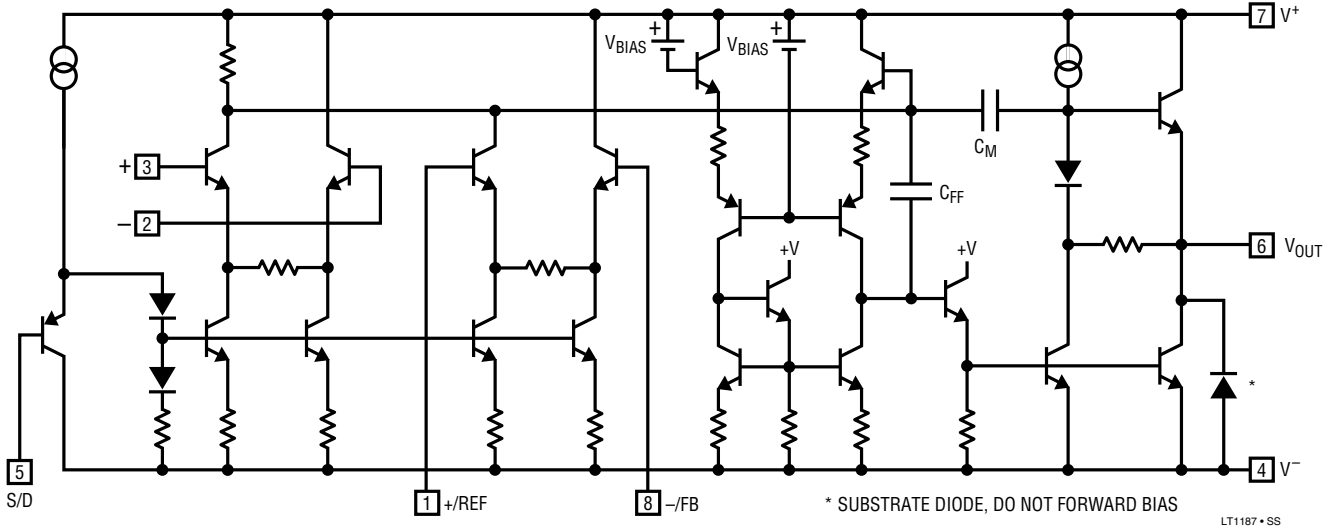 7 V+
+
VBIAS
+
VBIAS
CM
+ 3
CFF
− 2
+V
+V
6 VOUT
*
5
S/D
1 +/REF
8 −/FB
4 V−
* SUBSTRATE DIODE, DO NOT FORWARD BIAS
LT1187 • SS